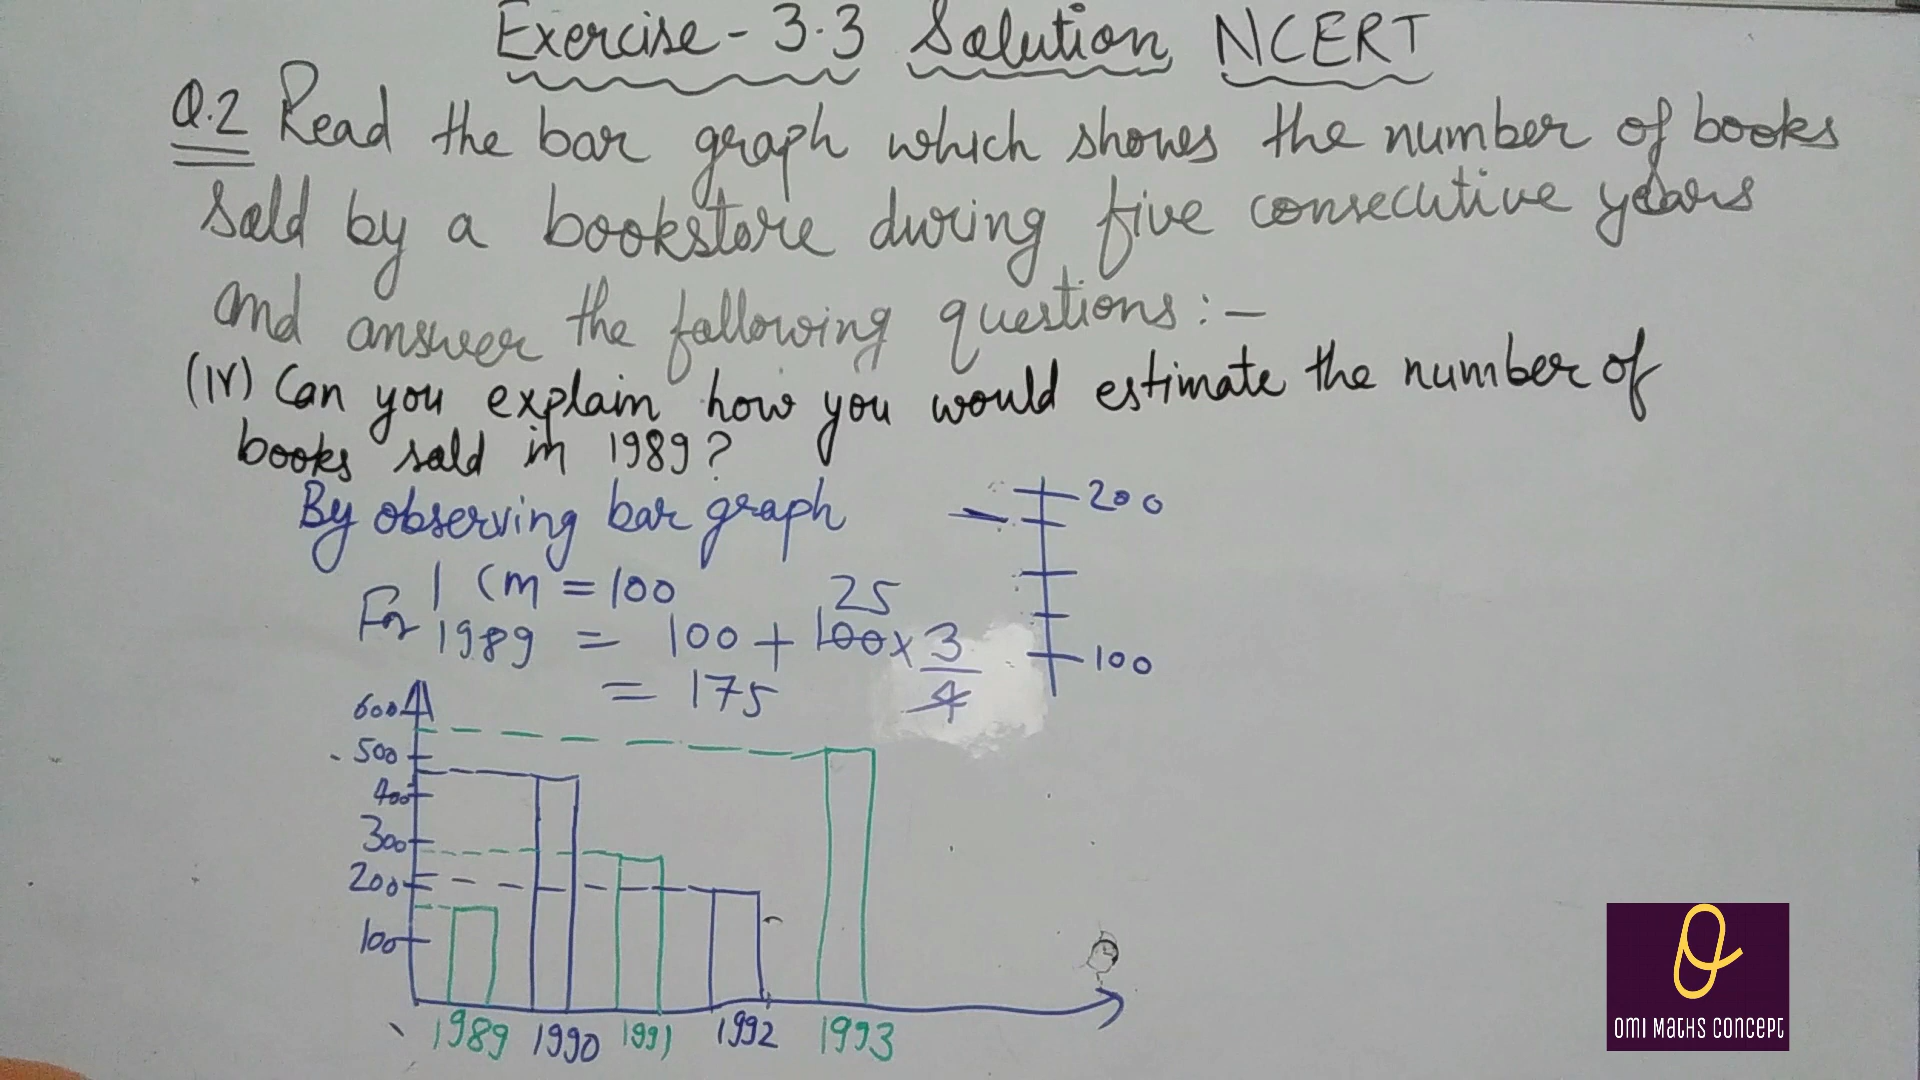 Exercise - 3.3 Solution NCERT
Q.2 Read the bar graph which shows the number of books
sold by a bookstore during five consecutive years
and answer the following questions :-
(IV) Can you explain how you would estimate the number of
books sold in 1989?
By observing bar graph
200
1 cm = 100
25
For 1989 = 100 + 100 x 3/4
100
= 175
600
500
400
300
200
100
1989 1990 1991 1992 1993
OMI MATHS CONCEPT